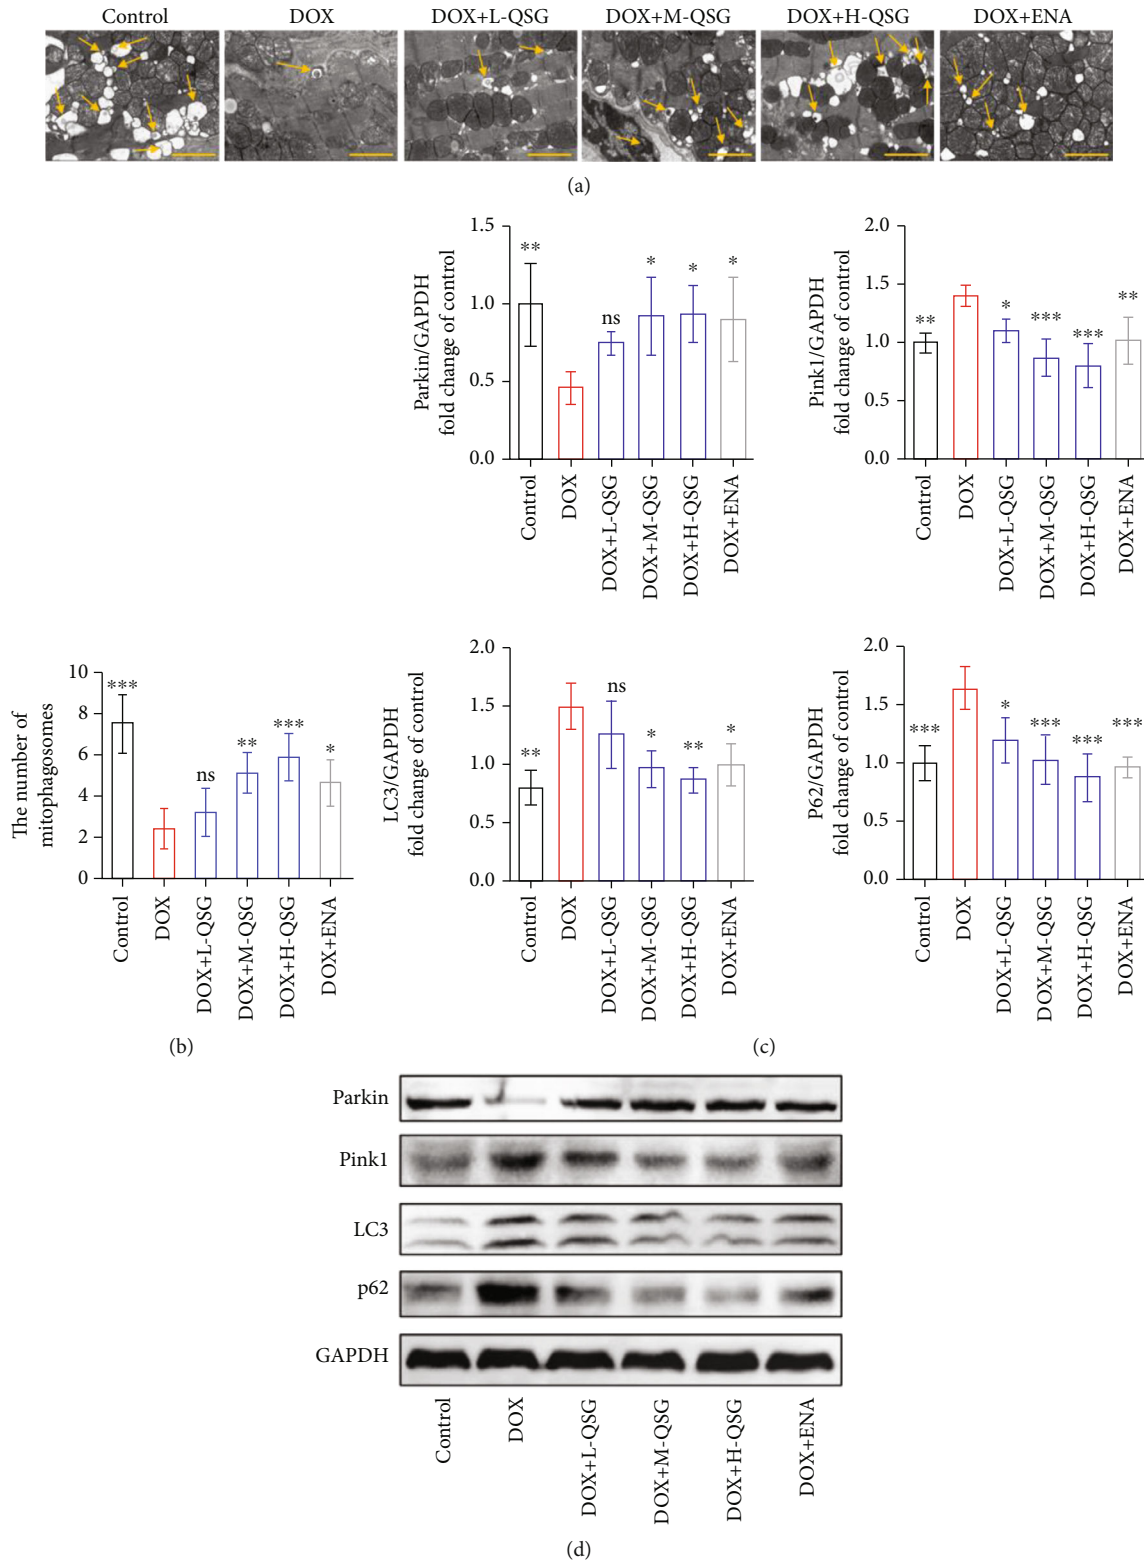 Control DOX DOX+L-QSG DOX+M-QSG DOX+H-QSG DOX+ENA
(a)
Parkin/GAPDH
fold change of control
1.5
1.0
0.5
0.0
** ns * * *
Control DOX DOX+L-QSG DOX+M-QSG DOX+H-QSG DOX+ENA
Pink1/GAPDH
fold change of control
2.0
1.5
1.0
0.5
0.0
** * *** *** **
Control DOX DOX+L-QSG DOX+M-QSG DOX+H-QSG DOX+ENA
The number of
mitophagosomes
10
8
6
4
2
0
*** ns ** *** *
Control DOX DOX+L-QSG DOX+M-QSG DOX+H-QSG DOX+ENA
(b)
LC3/GAPDH
fold change of control
2.0
1.5
1.0
0.5
0.0
** ns * ** *
Control DOX DOX+L-QSG DOX+M-QSG DOX+H-QSG DOX+ENA
P62/GAPDH
fold change of control
2.0
1.5
1.0
0.5
0.0
*** * *** *** ***
Control DOX DOX+L-QSG DOX+M-QSG DOX+H-QSG DOX+ENA
(c)
Parkin
Pink1
LC3
p62
GAPDH
Control DOX DOX+L-QSG DOX+M-QSG DOX+H-QSG DOX+ENA
(d)